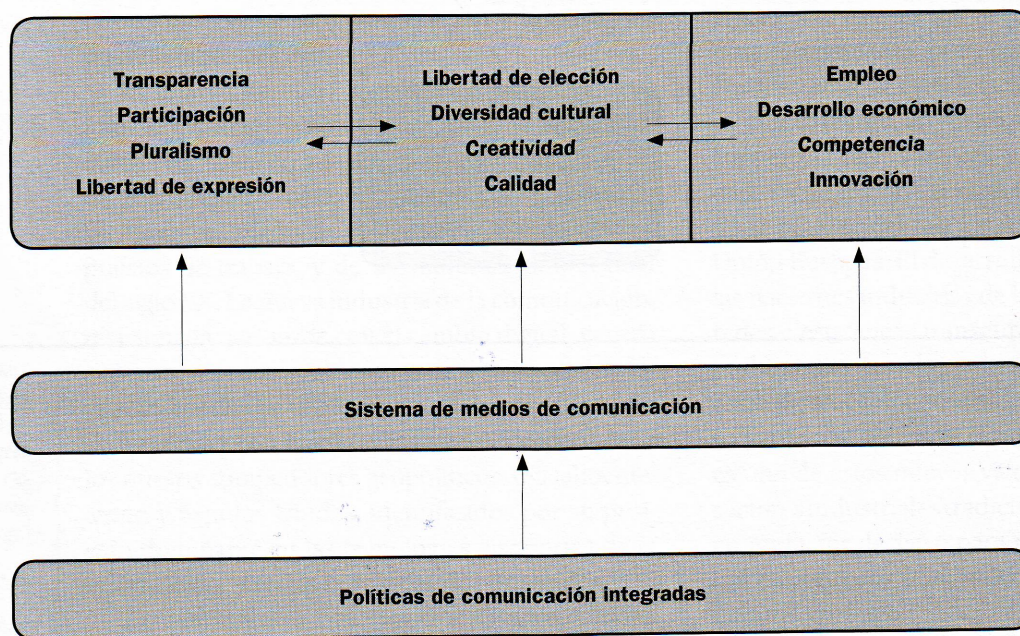 Transparencia
Participación
Pluralismo
Libertad de expresión
Libertad de elección
Diversidad cultural
Creatividad
Calidad
Empleo
Desarrollo económico
Competencia
Innovación
Sistema de medios de comunicación
Políticas de comunicación integradas